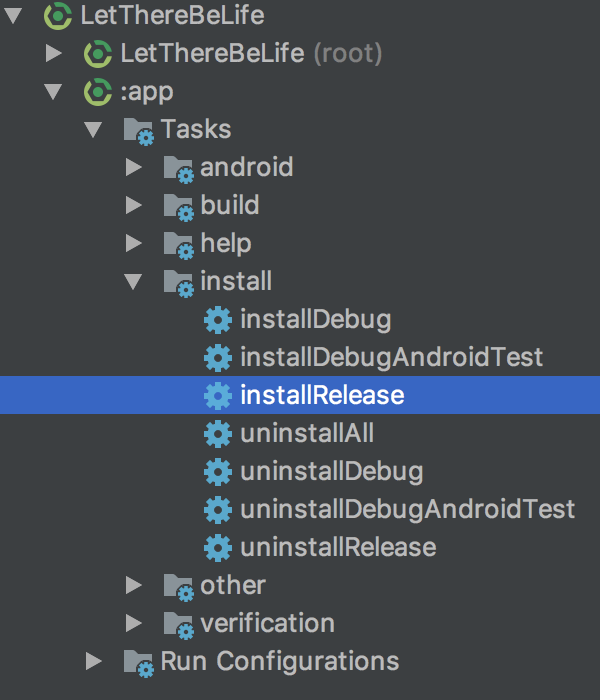 LetThereBeLife
LetThereBeLife (root)
:app
Tasks
android
build
help
install
installDebug
installDebugAndroidTest
installRelease
uninstallAll
uninstallDebug
uninstallDebugAndroidTest
uninstallRelease
other
verification
Run Configurations